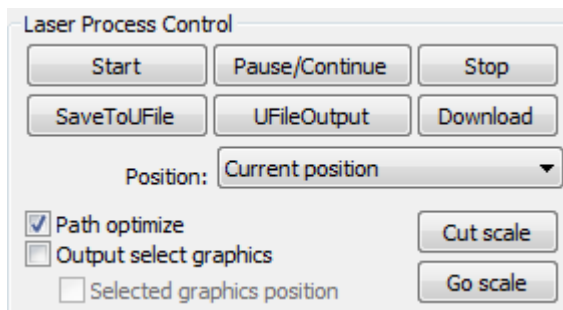 Laser Process Control
Start Pause/Continue Stop
SaveToUFile UFileOutput Download
Position: Current position
Path optimize Cut scale
Output select graphics
Selected graphics position Go scale